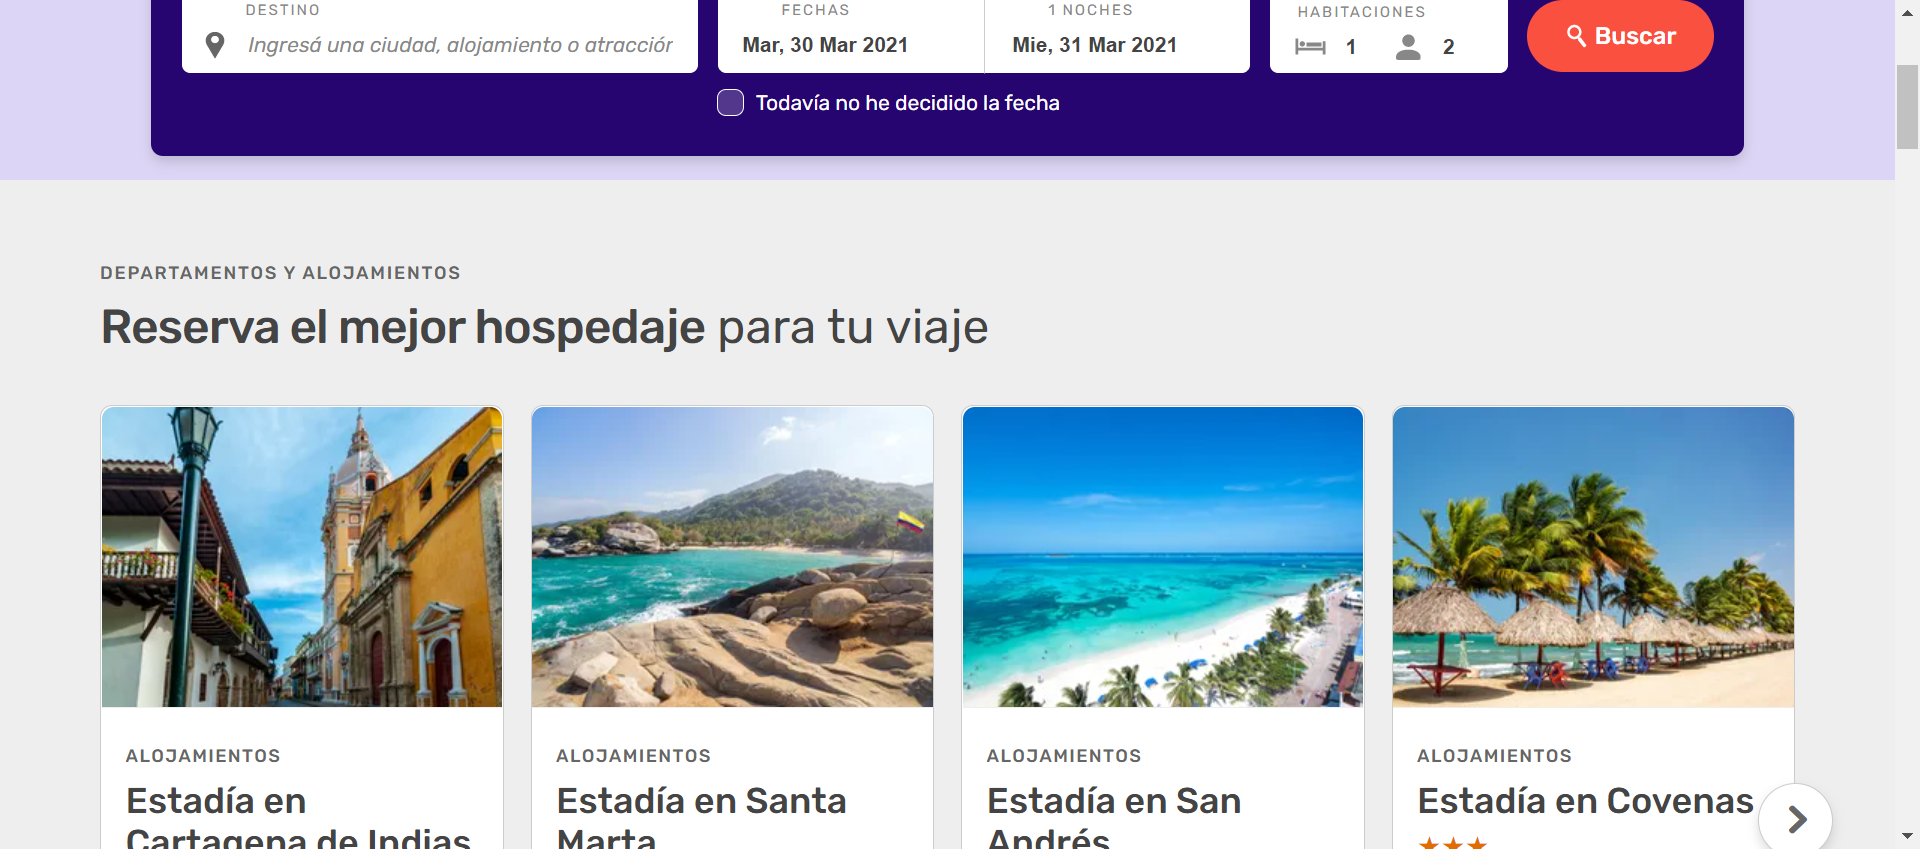 DESTINO
FECHAS
1 NOCHES
HABITACIONES
Ingresá una ciudad, alojamiento o atracción
Mar, 30 Mar 2021
Mie, 31 Mar 2021
1
2
Buscar
Todavía no he decidido la fecha
DEPARTAMENTOS Y ALOJAMIENTOS
Reserva el mejor hospedaje para tu viaje
ALOJAMIENTOS
Estadía en
Cartagena de Indias
ALOJAMIENTOS
Estadía en Santa
Marta
ALOJAMIENTOS
Estadía en San
Andrés
ALOJAMIENTOS
Estadía en Covenas